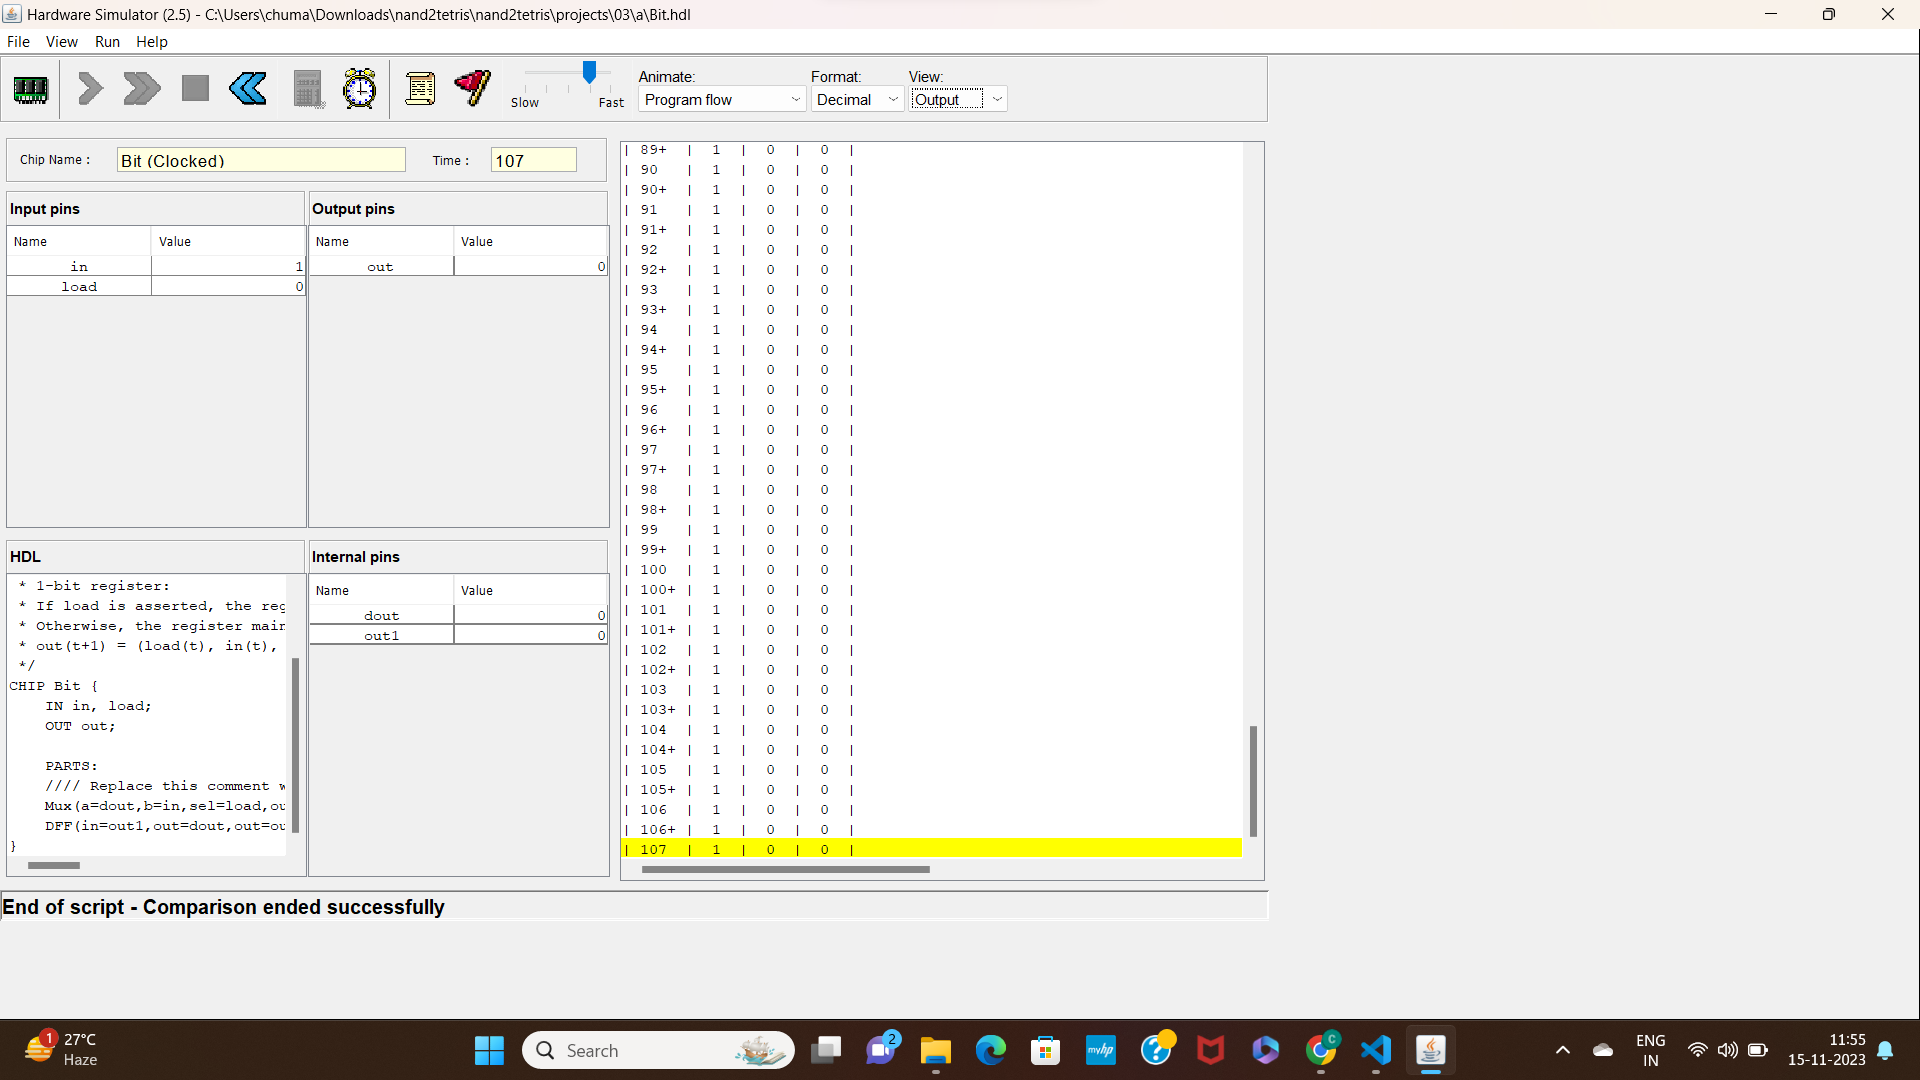 Hardware Simulator (2.5) - C:\Users\chuma\Downloads\nand2tetris\nand2tetris\projects\03\a\Bit.hdl
File View Run Help
Slow Fast
Animate:
Program flow
Format:
Decimal
View:
Output
Chip Name :
Bit (Clocked)
Time :
107
Input pins
Name Value
in 1
load 0
Output pins
Name Value
out 0
HDL
* 1-bit register:
* If load is asserted, the reg
* Otherwise, the register main
* out(t+1) = (load(t), in(t),
*/
CHIP Bit {
IN in, load;
OUT out;
PARTS:
//// Replace this comment w
Mux(a=dout,b=in,sel=load,ou
DFF(in=out1,out=dout,out=ou
}
Internal pins
Name Value
dout 0
out1 0
| 89+ | 1 | 0 | 0 |
| 90 | 1 | 0 | 0 |
| 90+ | 1 | 0 | 0 |
| 91 | 1 | 0 | 0 |
| 91+ | 1 | 0 | 0 |
| 92 | 1 | 0 | 0 |
| 92+ | 1 | 0 | 0 |
| 93 | 1 | 0 | 0 |
| 93+ | 1 | 0 | 0 |
| 94 | 1 | 0 | 0 |
| 94+ | 1 | 0 | 0 |
| 95 | 1 | 0 | 0 |
| 95+ | 1 | 0 | 0 |
| 96 | 1 | 0 | 0 |
| 96+ | 1 | 0 | 0 |
| 97 | 1 | 0 | 0 |
| 97+ | 1 | 0 | 0 |
| 98 | 1 | 0 | 0 |
| 98+ | 1 | 0 | 0 |
| 99 | 1 | 0 | 0 |
| 99+ | 1 | 0 | 0 |
| 100 | 1 | 0 | 0 |
| 100+ | 1 | 0 | 0 |
| 101 | 1 | 0 | 0 |
| 101+ | 1 | 0 | 0 |
| 102 | 1 | 0 | 0 |
| 102+ | 1 | 0 | 0 |
| 103 | 1 | 0 | 0 |
| 103+ | 1 | 0 | 0 |
| 104 | 1 | 0 | 0 |
| 104+ | 1 | 0 | 0 |
| 105 | 1 | 0 | 0 |
| 105+ | 1 | 0 | 0 |
| 106 | 1 | 0 | 0 |
| 106+ | 1 | 0 | 0 |
| 107 | 1 | 0 | 0 |
End of script - Comparison ended successfully
1
27°C
Haze
Search
2
myhp
C
ENG
IN
11:55
15-11-2023